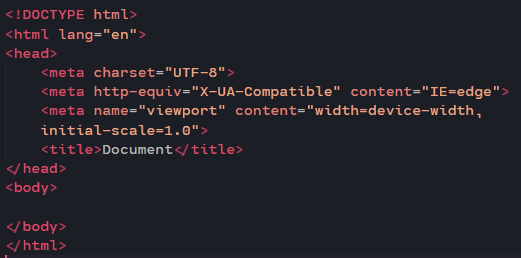 <!DOCTYPE html>
<html lang="en">
<head>
    <meta charset="UTF-8">
    <meta http-equiv="X-UA-Compatible" content="IE=edge">
    <meta name="viewport" content="width=device-width,
    initial-scale=1.0">
    <title>Document</title>
</head>
<body>

</body>
</html>